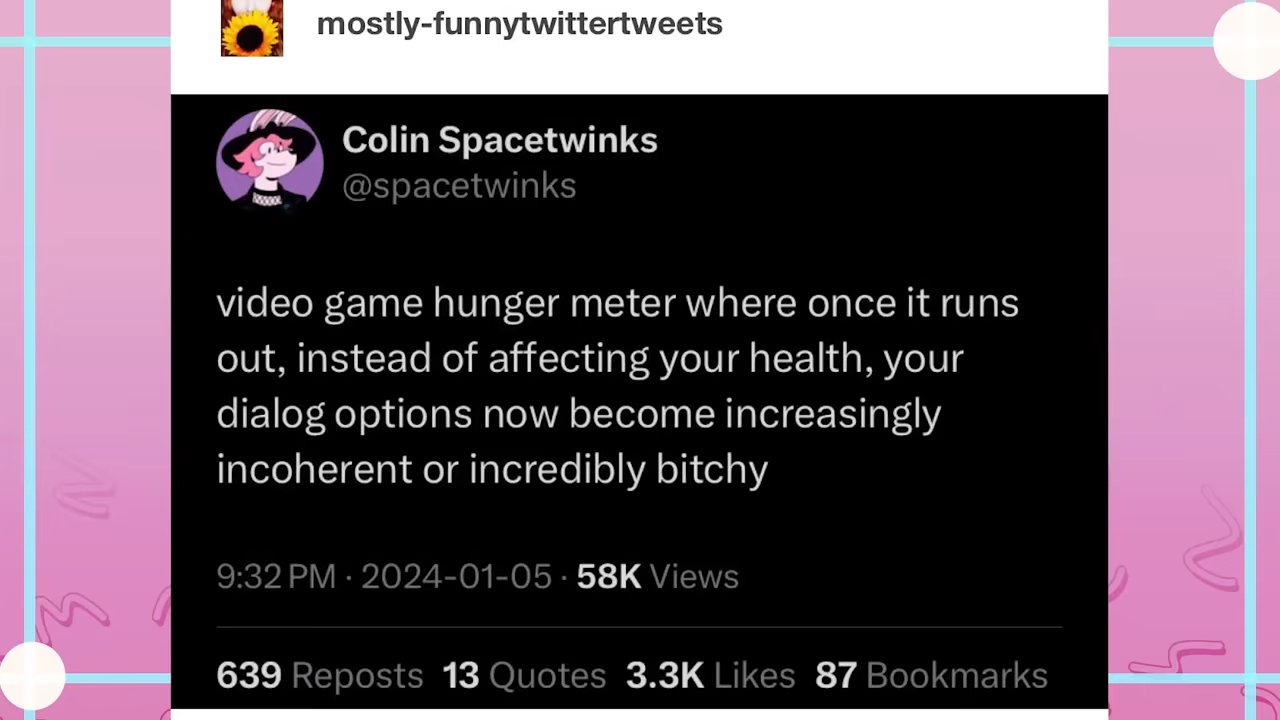 mostly-funnytwittertweets
Colin Spacetwinks
@spacetwinks
video game hunger meter where once it runs
out, instead of affecting your health, your
dialog options now become increasingly
incoherent or incredibly bitchy
9:32 PM · 2024-01-05 · 58K Views
639 Reposts 13 Quotes 3.3K Likes 87 Bookmarks